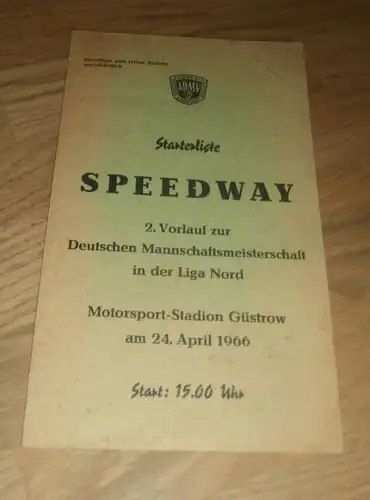 ADMV
Starterliste
SPEEDWAY
2. Vorlauf zur
Deutschen Mannschaftsmeisterschaft
in der Liga Nord
Motorsport-Stadion Güstrow
am 24. April 1966
Start: 15.00 Uhr